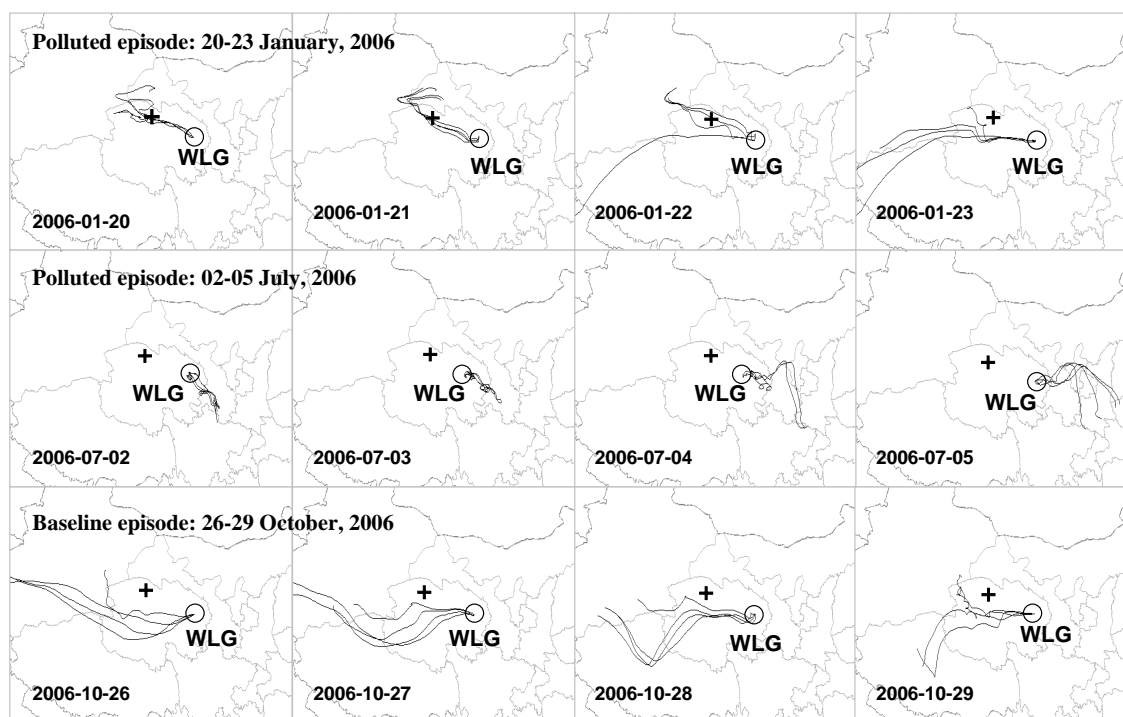 Polluted episode: 20-23 January, 2006
WLG
WLG
WLG
WLG
2006-01-20
2006-01-21
2006-01-22
2006-01-23
Polluted episode: 02-05 July, 2006
WLG
WLG
WLG
WLG
2006-07-02
2006-07-03
2006-07-04
2006-07-05
Baseline episode: 26-29 October, 2006
WLG
WLG
WLG
WLG
2006-10-26
2006-10-27
2006-10-28
2006-10-29